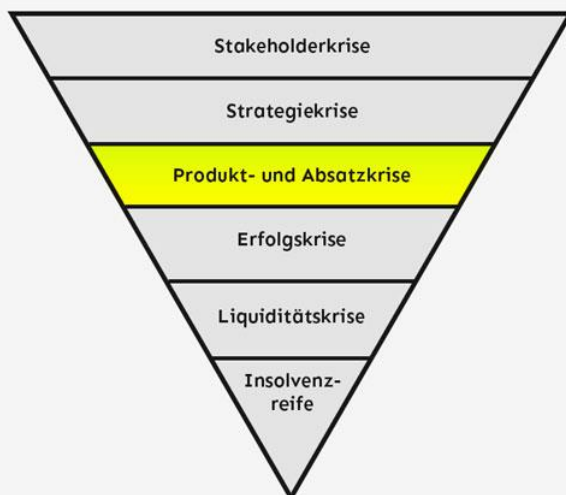 Stakeholderkrise
Strategiekrise
Produkt- und Absatzkrise
Erfolgskrise
Liquiditätskrise
Insolvenz-
reife